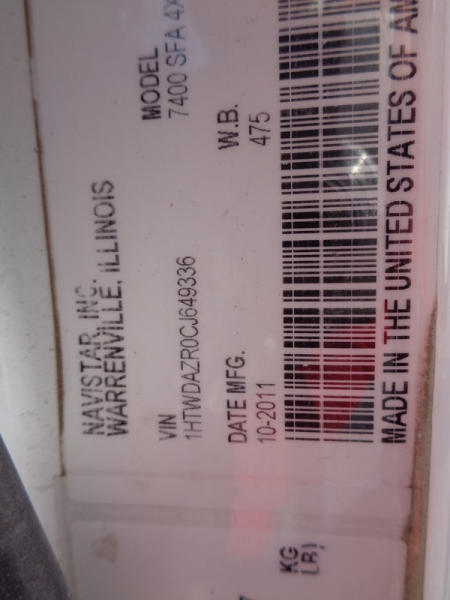 NAVISTAR, INC.
WARRENVILLE, ILLINOIS
VIN
1HTWDAZR0CJ649336
MODEL
7400 SFA 4X
DATE MFG.
10-2011
W.B.
475
MADE IN THE UNITED STATES OF AM
KG
LB)